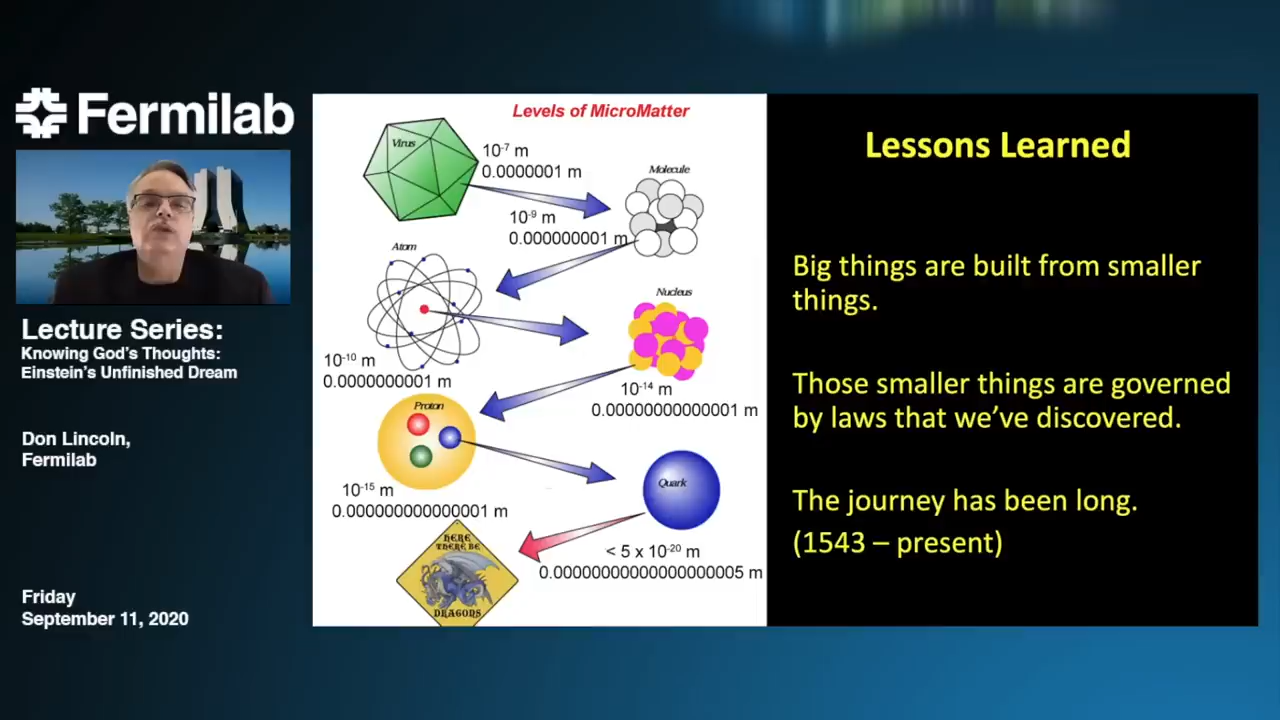 Fermilab
Lecture Series:
Knowing God's Thoughts:
Einstein's Unfinished Dream
Don Lincoln,
Fermilab
Friday
September 11, 2020
Levels of MicroMatter
Virus
10⁻⁷ m
0.0000001 m
Molecule
10⁻⁹ m
0.000000001 m
Atom
Nucleus
10⁻¹⁰ m
0.0000000001 m
10⁻¹⁴ m
0.00000000000001 m
Proton
10⁻¹⁵ m
0.000000000000001 m
Quark
< 5 x 10⁻²⁰ m
0.00000000000000000005 m
HERE
THERE BE
DRAGONS
Lessons Learned
Big things are built from smaller
things.
Those smaller things are governed
by laws that we've discovered.
The journey has been long.
(1543 – present)